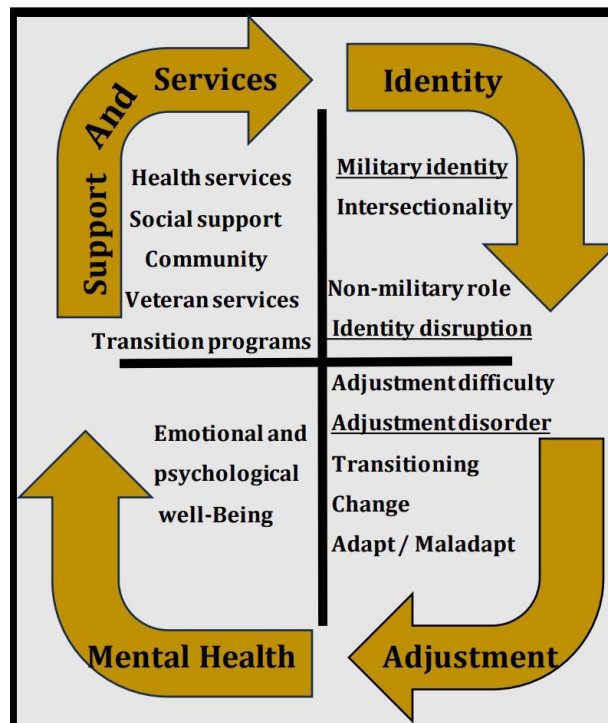 Support And Services
Health services
Social support
Community
Veteran services
Transition programs
Identity
Military identity
Intersectionality
Non-military role
Identity disruption
Adjustment difficulty
Adjustment disorder
Transitioning
Change
Adapt / Maladapt
Adjustment
Emotional and
psychological
well-Being
Mental Health